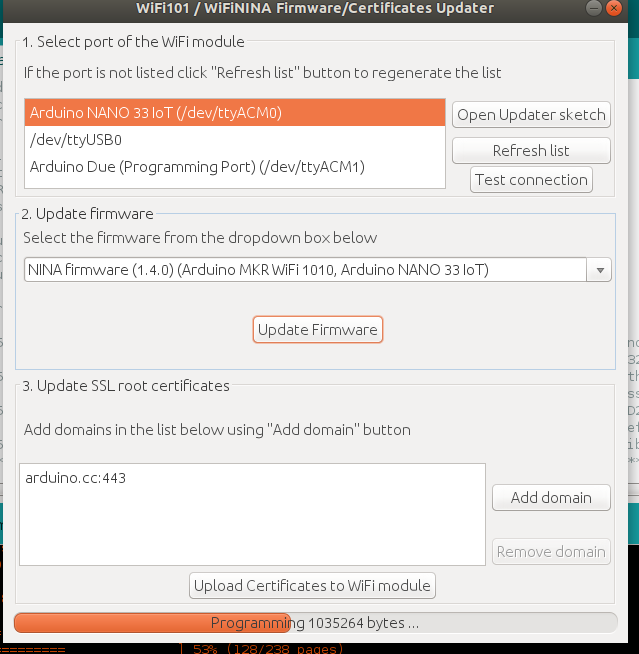 WiFi101 / WiFiNINA Firmware/Certificates Updater
1. Select port of the WiFi module
If the port is not listed click "Refresh list" button to regenerate the list
Arduino NANO 33 IoT (/dev/ttyACM0)
/dev/ttyUSB0
Arduino Due (Programming Port) (/dev/ttyACM1)
Open Updater sketch
Refresh list
Test connection
2. Update firmware
Select the firmware from the dropdown box below
NINA firmware (1.4.0) (Arduino MKR WiFi 1010, Arduino NANO 33 IoT)
Update Firmware
3. Update SSL root certificates
Add domains in the list below using "Add domain" button
arduino.cc:443
Add domain
Remove domain
Upload Certificates to WiFi module
Programming 1035264 bytes ...
========= ] 53% (128/238 pages)